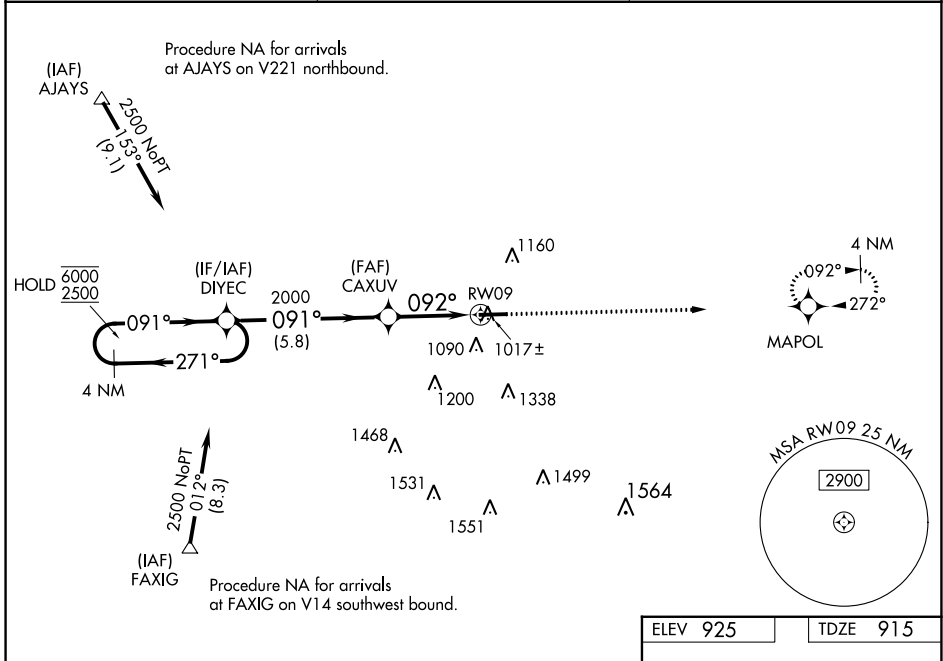 Procedure NA for arrivals
at AJAYS on V221 northbound.
(IAF)
AJAYS
2500 NoPT
153°
(9.1)
1160
4 NM
092°
272°
MAPOL
HOLD
6000
2500
(IF/IAF)
DIYEC
091°
271°
4 NM
2000
091°
(5.8)
(FAF)
CAXUV
092°
RW09
1017±
1090
1200
1338
1468
1531
1551
1499
1564
MSA RW09 25 NM
2900
2500 NoPT
012°
(8.3)
(IAF)
FAXIG
Procedure NA for arrivals
at FAXIG on V14 southwest bound.
ELEV 925
TDZE 915